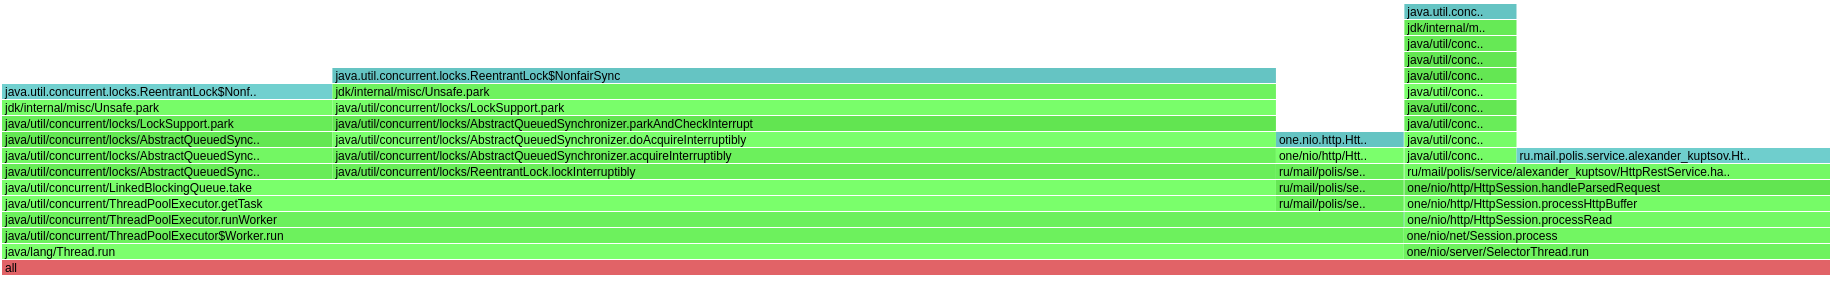 java.util.conc..
jdk/internal/m..
java/util/conc..
java/util/conc..
java.util.concurrent.locks.ReentrantLock$NonfairSync java/util/conc..
java.util.concurrent.locks.ReentrantLock$Nonf.. jdk/internal/misc/Unsafe.park java/util/conc..
jdk/internal/misc/Unsafe.park java/util/concurrent/locks/LockSupport.park java/util/conc..
java/util/concurrent/locks/LockSupport.park java/util/concurrent/locks/AbstractQueuedSynchronizer.parkAndCheckInterrupt java/util/conc..
java/util/concurrent/locks/AbstractQueuedSync.. java/util/concurrent/locks/AbstractQueuedSynchronizer.doAcquireInterruptibly one.nio.http.Htt.. java/util/conc..
java/util/concurrent/locks/AbstractQueuedSync.. java/util/concurrent/locks/AbstractQueuedSynchronizer.acquireInterruptibly one/nio/http/Htt.. java/util/conc.. ru.mail.polis.service.alexander_kuptsov.Ht..
java/util/concurrent/locks/AbstractQueuedSync.. java/util/concurrent/locks/ReentrantLock.lockInterruptibly ru/mail/polis/se.. ru/mail/polis/service/alexander_kuptsov/HttpRestService.ha..
java/util/concurrent/LinkedBlockingQueue.take ru/mail/polis/se.. one/nio/http/HttpSession.handleParsedRequest
java/util/concurrent/ThreadPoolExecutor.getTask ru/mail/polis/se.. one/nio/http/HttpSession.processHttpBuffer
java/util/concurrent/ThreadPoolExecutor.runWorker one/nio/http/HttpSession.processRead
java/util/concurrent/ThreadPoolExecutor$Worker.run one/nio/net/Session.process
java/lang/Thread.run one/nio/server/SelectorThread.run
all